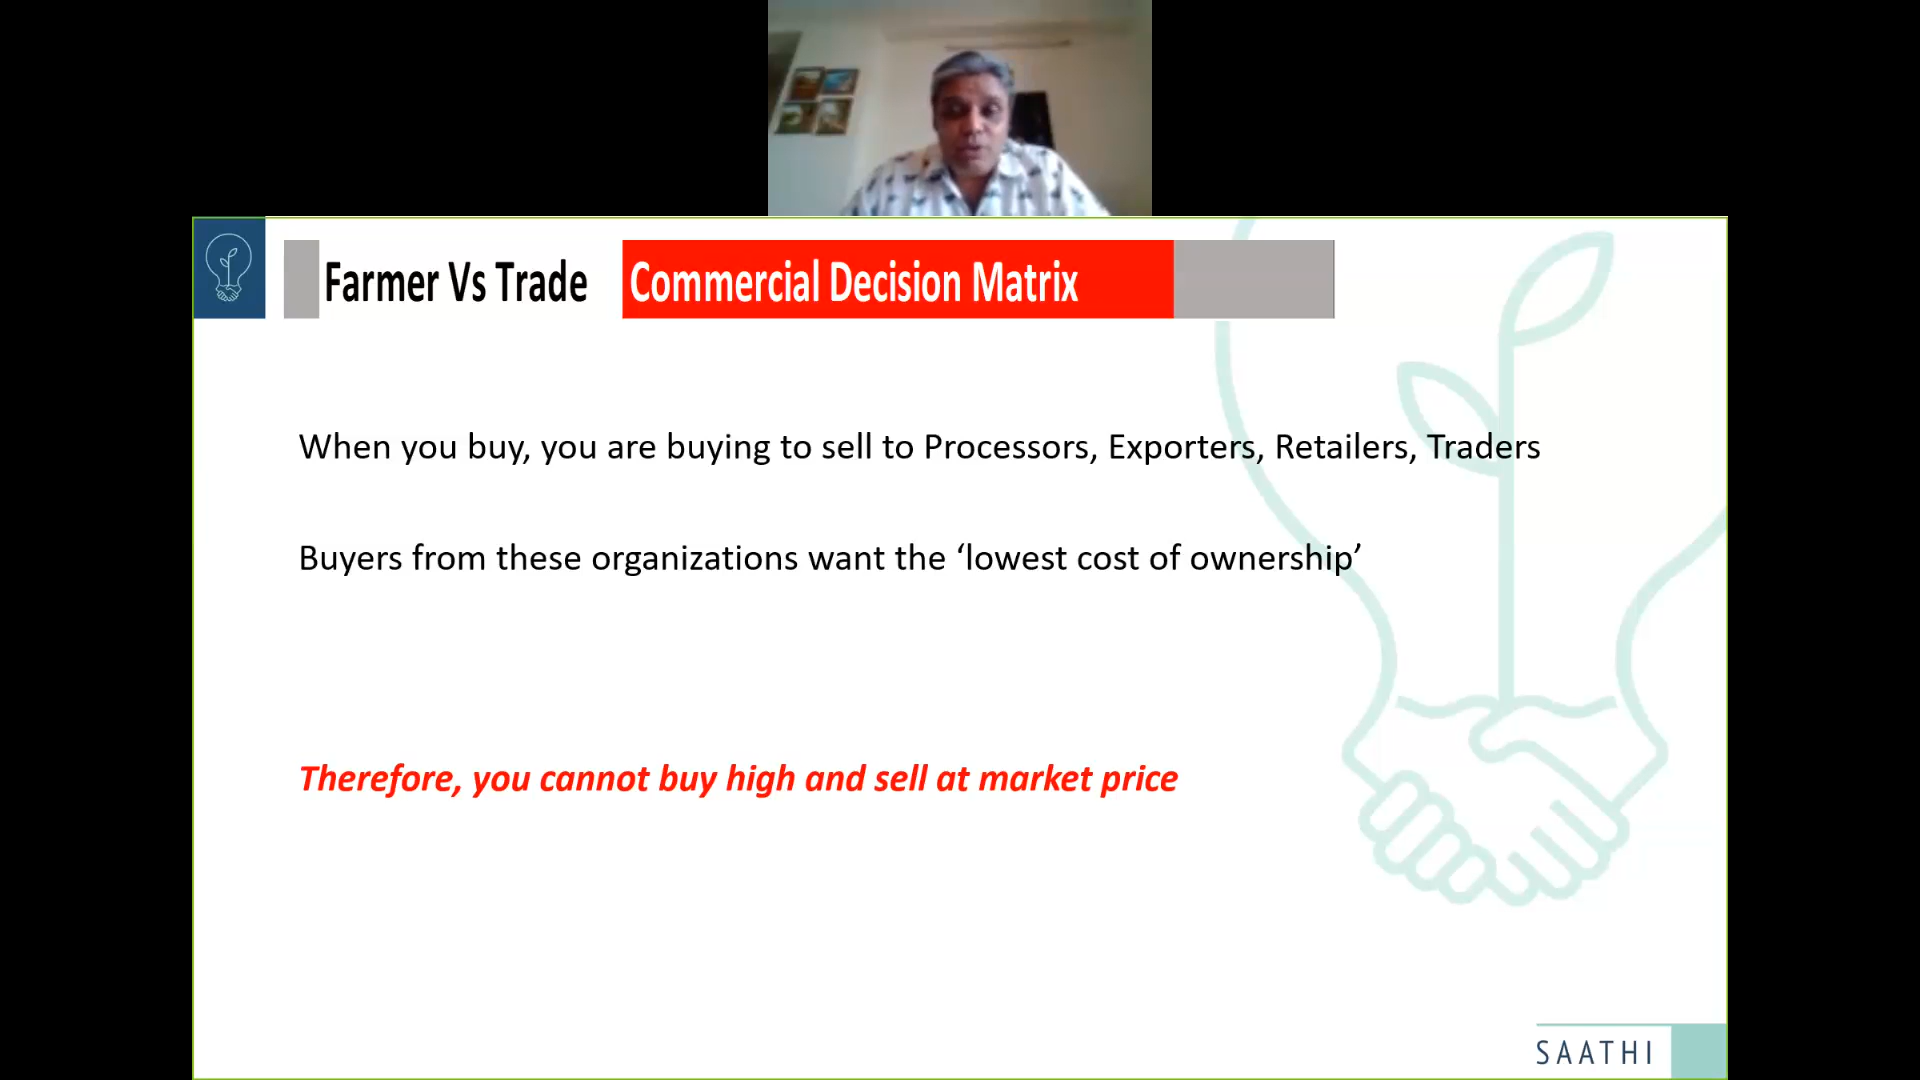 Farmer Vs Trade Commercial Decision Matrix
When you buy, you are buying to sell to Processors, Exporters, Retailers, Traders
Buyers from these organizations want the ‘lowest cost of ownership’
Therefore, you cannot buy high and sell at market price
SAATHI